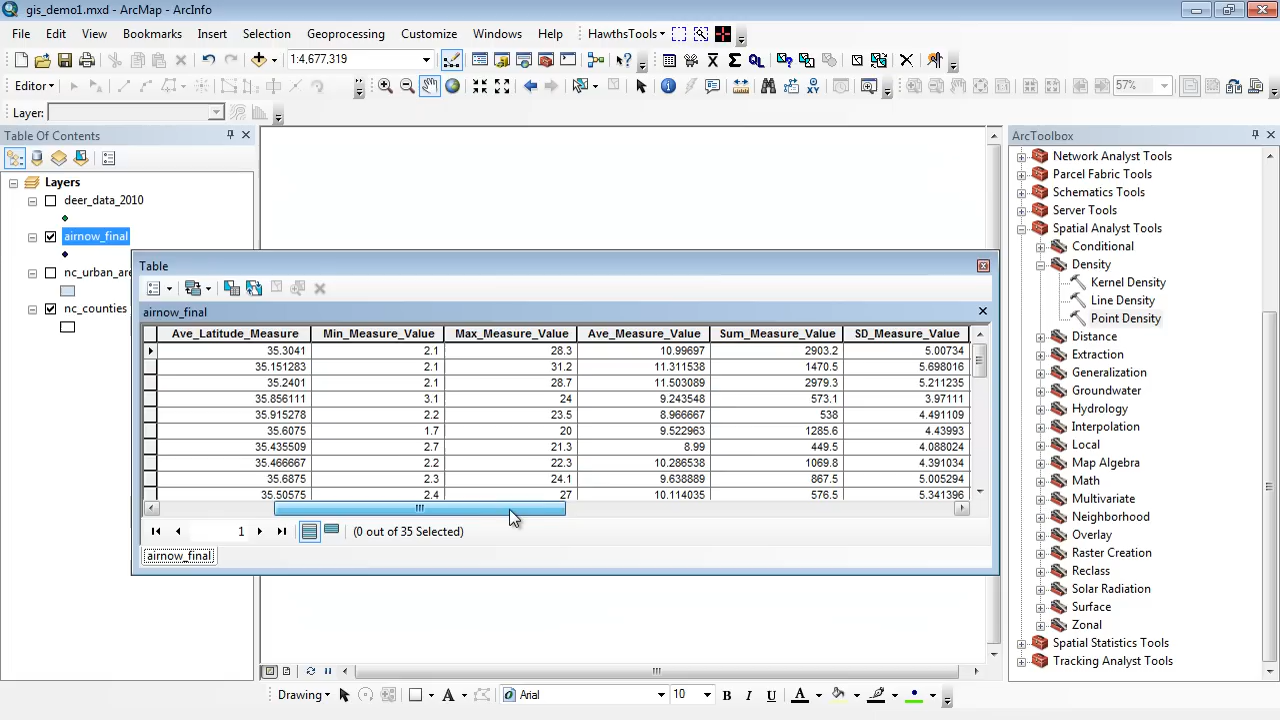 gis_demo1.mxd - ArcMap - ArcInfo
File Edit View Bookmarks Insert Selection Geoprocessing Customize Windows Help HawthsTools
1:4,677,319
Editor 57%
Layer:
Table Of Contents
Layers
deer_data_2010
airnow_final
nc_urban_are
nc_counties
Table
airnow_final
Ave_Latitude_Measure Min_Measure_Value Max_Measure_Value Ave_Measure_Value Sum_Measure_Value SD_Measure_Value
35.3041 2.1 28.3 10.99697 2903.2 5.00734
35.151283 2.1 31.2 11.311538 1470.5 5.698016
35.2401 2.1 28.7 11.503089 2979.3 5.211235
35.856111 3.1 24 9.243548 573.1 3.97111
35.915278 2.2 23.5 8.966667 538 4.491109
35.6075 1.7 20 9.522963 1285.6 4.43993
35.435509 2.7 21.3 8.99 449.5 4.088024
35.466667 2.2 22.3 10.286538 1069.8 4.391034
35.6875 2.3 24.1 9.638889 867.5 5.005294
35.50575 2.4 27 10.114035 576.5 5.341396
1 (0 out of 35 Selected)
airnow_final
ArcToolbox
Network Analyst Tools
Parcel Fabric Tools
Schematics Tools
Server Tools
Spatial Analyst Tools
Conditional
Density
Kernel Density
Line Density
Point Density
Distance
Extraction
Generalization
Groundwater
Hydrology
Interpolation
Local
Map Algebra
Math
Multivariate
Neighborhood
Overlay
Raster Creation
Reclass
Solar Radiation
Surface
Zonal
Spatial Statistics Tools
Tracking Analyst Tools
Drawing A Arial 10 B I U A